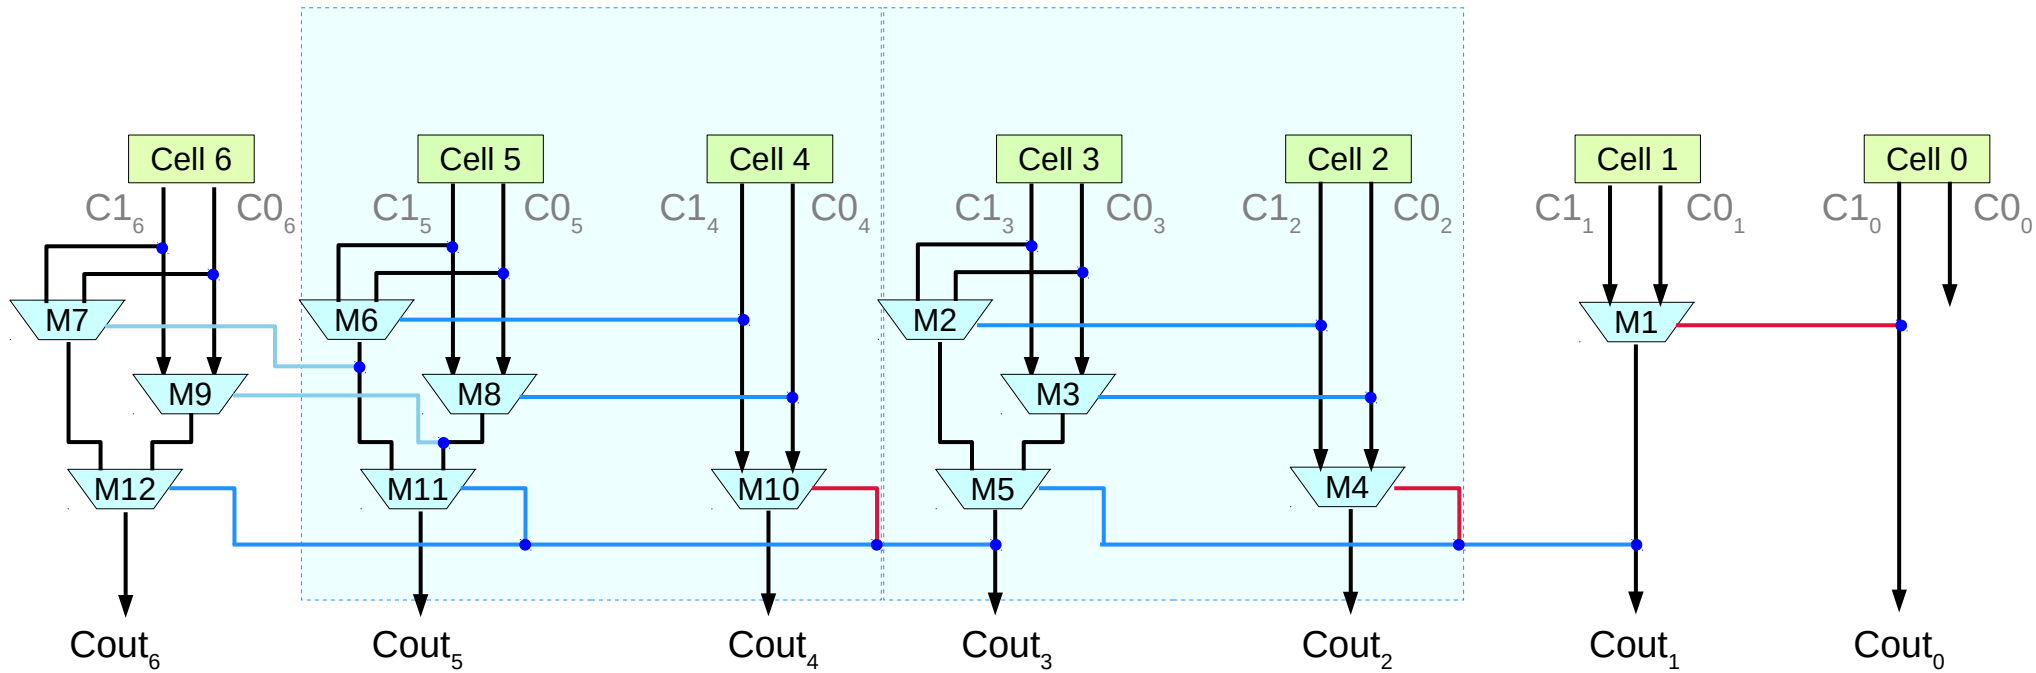 Cell 6 Cell 5 Cell 4 Cell 3 Cell 2 Cell 1 Cell 0
C1₆ C0₆ C1₅ C0₅ C1₄ C0₄ C1₃ C0₃ C1₂ C0₂ C1₁ C0₁ C1₀ C0₀
M7 M6 M2 M1
M9 M8 M3
M12 M11 M10 M5 M4
Cout₆ Cout₅ Cout₄ Cout₃ Cout₂ Cout₁ Cout₀